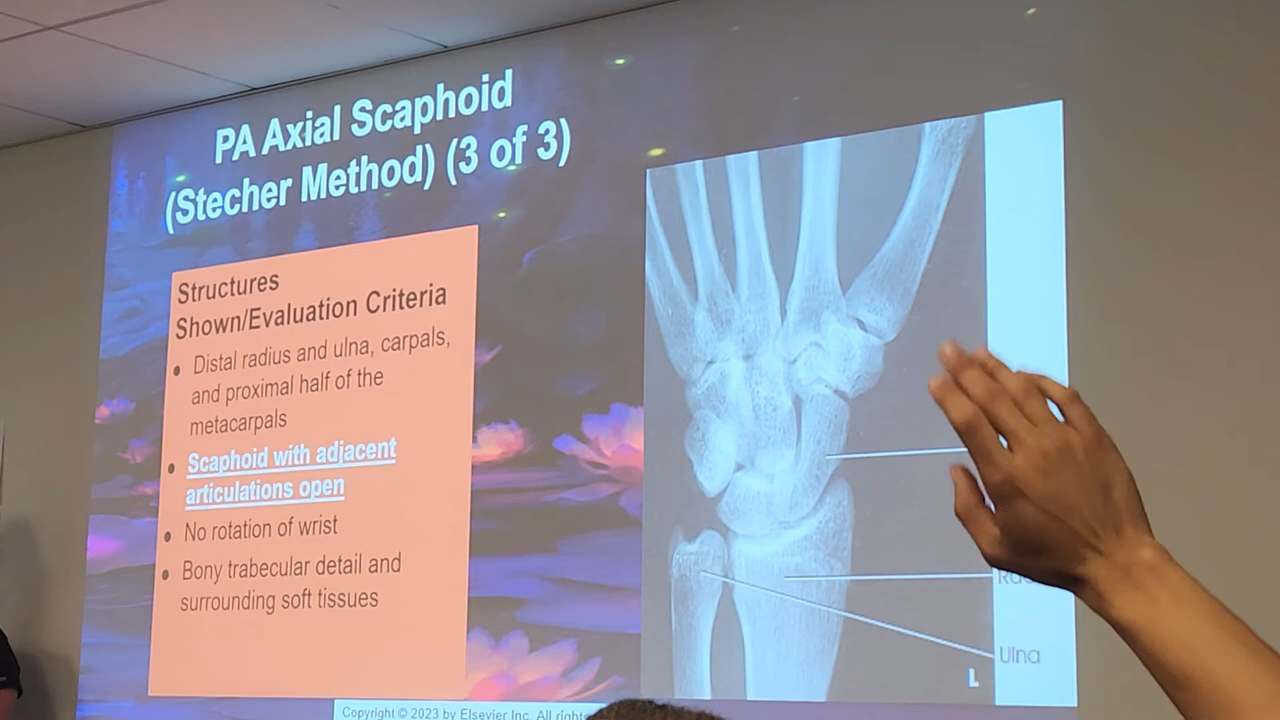 PA Axial Scaphoid
(Stecher Method) (3 of 3)
Structures
Shown/Evaluation Criteria
• Distal radius and ulna, carpals,
and proximal half of the
metacarpals
• Scaphoid with adjacent
articulations open
• No rotation of wrist
• Bony trabecular detail and
surrounding soft tissues
Ulna
L
Copyright © 2023 by Elsevier Inc. All rights